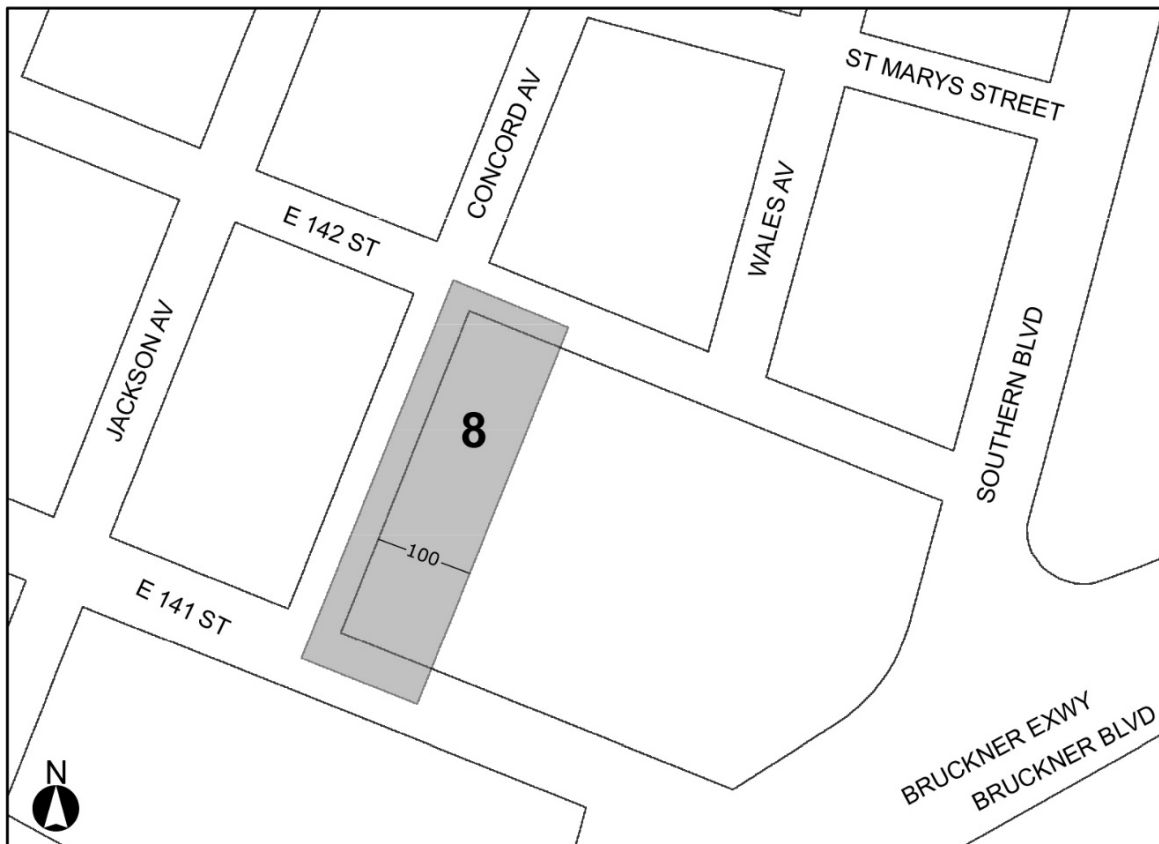 ST MARYS STREET
CONCORD AV
WALES AV
E 142 ST
JACKSON AV
SOUTHERN BLVD
8
100
E 141 ST
BRUCKNER EXWY
BRUCKNER BLVD
N